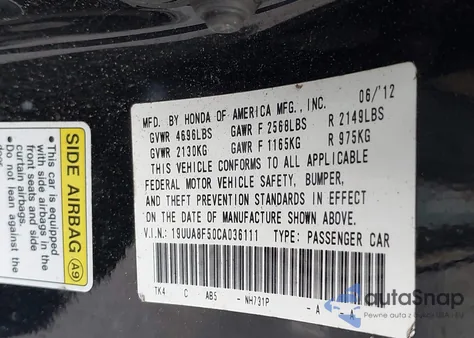 MFD. BY HONDA OF AMERICA MFG., INC. 06/'12
GVWR 4696LBS GAWR F 2566LBS R 2149LBS
GVWR 2130KG GAWR F 1165KG R 975KG
THIS VEHICLE CONFORMS TO ALL APPLICABLE
FEDERAL MOTOR VEHICLE SAFETY, BUMPER,
AND THEFT PREVENTION STANDARDS IN EFFECT
ON THE DATE OF MANUFACTURE SHOWN ABOVE.
V.I.N.: 19UUA8F50CA036111 TYPE: PASSENGER CAR
TK4 C AB5 - NH731P - A - A
SIDE AIRBAG A9
• This car is equipped
with side airbags in the
front seats and side
curtain airbags.
• Do not lean against the
autaSnap
Pewne auta z